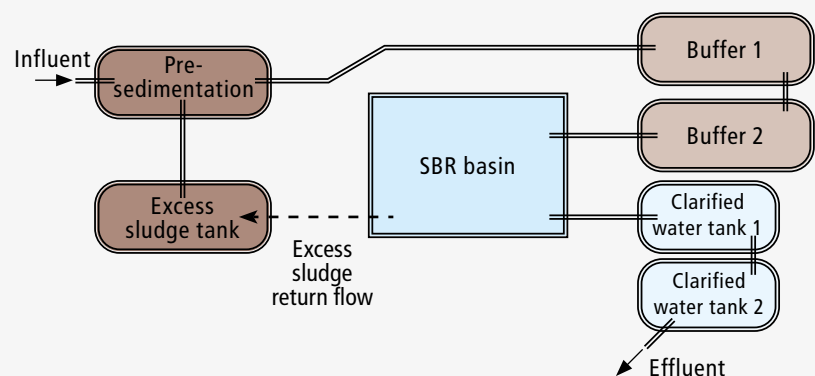 Influent
Pre-
sedimentation
Buffer 1
Buffer 2
SBR basin
Excess
sludge tank
Excess
sludge
return flow
Clarified
water tank 1
Clarified
water tank 2
Effluent